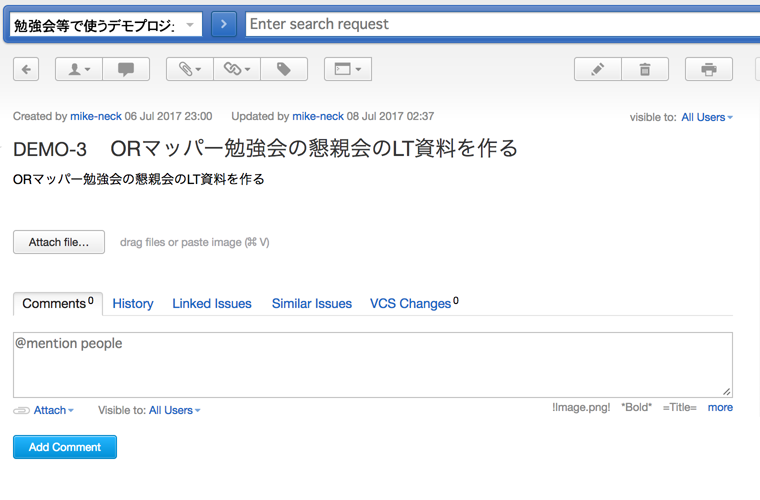 勉強会等で使うデモプロジ
Enter search request
Created by mike-neck 06 Jul 2017 23:00 Updated by mike-neck 08 Jul 2017 02:37 visible to: All Users
DEMO-3 ORマッパー勉強会の懇親会のLT資料を作る
ORマッパー勉強会の懇親会のLT資料を作る
Attach file... drag files or paste image (⌘ V)
Comments 0 History Linked Issues Similar Issues VCS Changes 0
@mention people
Attach Visible to: All Users !Image.png! *Bold* =Title= more
Add Comment